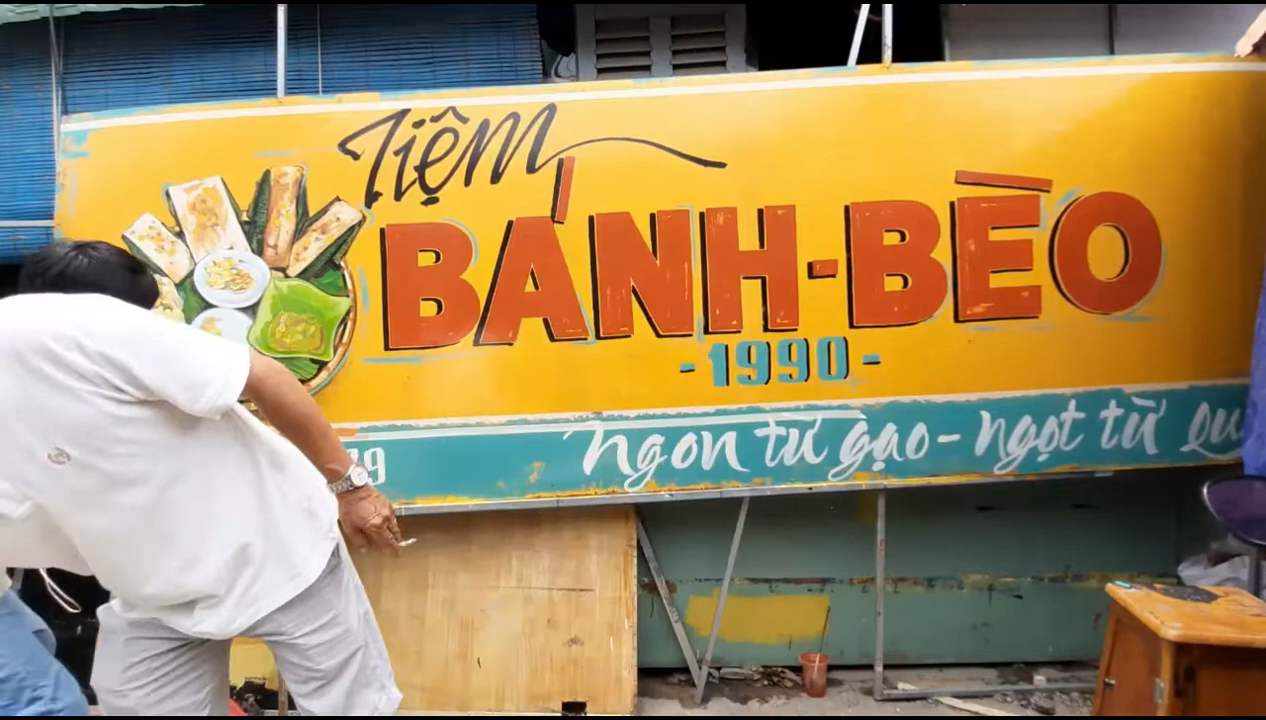 Tiệm
BÁNH-BÈO
-1990-
ngon từ gạo - ngọt từ